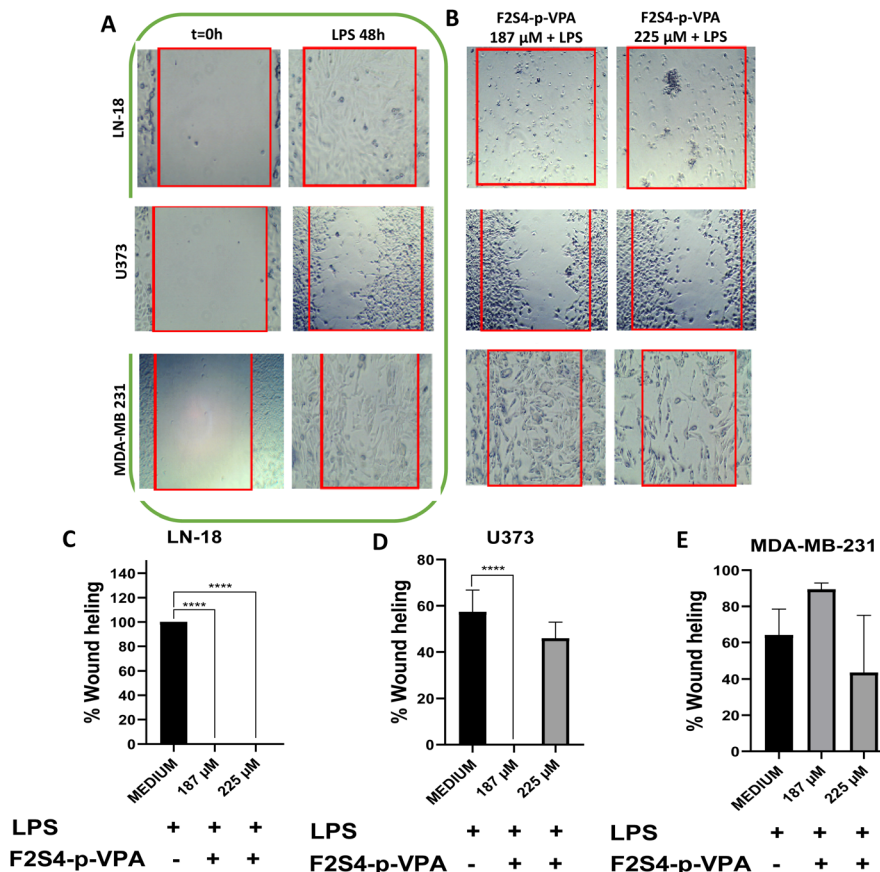 A
t=0h
LPS 48h
B
F2S4-p-VPA
187 µM + LPS
F2S4-p-VPA
225 µM + LPS
LN-18
U373
MDA-MB 231
C
LN-18
% Wound heling
140
120
100
80
60
40
20
0
****
****
MEDIUM
187 µM
225 µM
LPS + + +
F2S4-p-VPA - + +
D
U373
% Wound heling
80
60
40
20
0
****
MEDIUM
187 µM
225 µM
LPS + + +
F2S4-p-VPA - + +
E
MDA-MB-231
% Wound heling
100
80
60
40
20
0
MEDIUM
187 µM
225 µM
LPS + + +
F2S4-p-VPA - + +